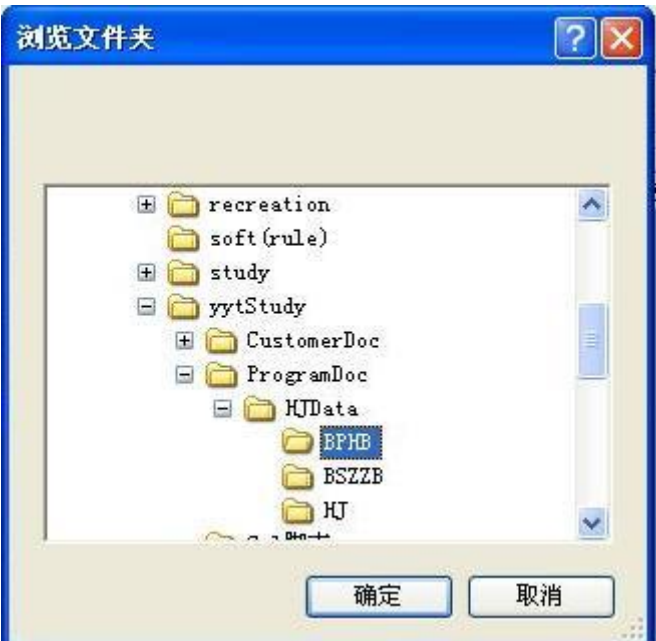 浏览文件夹
recreation
soft(rule)
study
yytStudy
CustomerDoc
ProgramDoc
HJData
BPHB
BSZZB
HJ
确定
取消